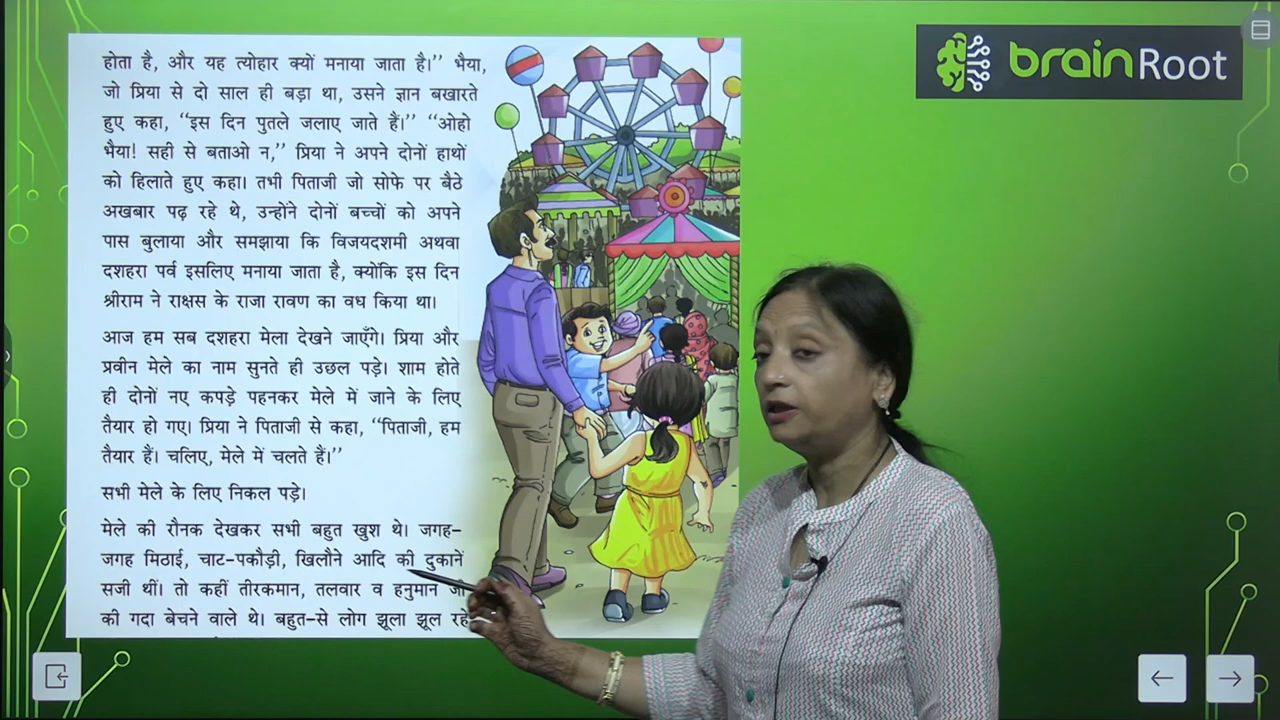 होता है, और यह त्योहार क्यों मनाया जाता है।” भैया,
जो प्रिया से दो साल ही बड़ा था, उसने ज्ञान बखारते
हुए कहा, “इस दिन पुतले जलाए जाते हैं।” “ओहो
भैया! सही से बताओ न,” प्रिया ने अपने दोनों हाथों
को हिलाते हुए कहा। तभी पिताजी जो सोफे पर बैठे
अखबार पढ़ रहे थे, उन्होंने दोनों बच्चों को अपने
पास बुलाया और समझाया कि विजयदशमी अथवा
दशहरा पर्व इसलिए मनाया जाता है, क्योंकि इस दिन
श्रीराम ने राक्षस के राजा रावण का वध किया था।
आज हम सब दशहरा मेला देखने जाएँगे। प्रिया और
प्रवीन मेले का नाम सुनते ही उछल पड़े। शाम होते
ही दोनों नए कपड़े पहनकर मेले में जाने के लिए
तैयार हो गए। प्रिया ने पिताजी से कहा, “पिताजी, हम
तैयार हैं। चलिए, मेले में चलते हैं।”
सभी मेले के लिए निकल पड़े।
मेले की रौनक देखकर सभी बहुत खुश थे। जगह-
जगह मिठाई, चाट-पकौड़ी, खिलौने आदि की दुकानें
सजी थीं। तो कहीं तीरकमान, तलवार व हनुमान
की गदा बेचने वाले थे। बहुत-से लोग झूला झूल रहे
brainRoot